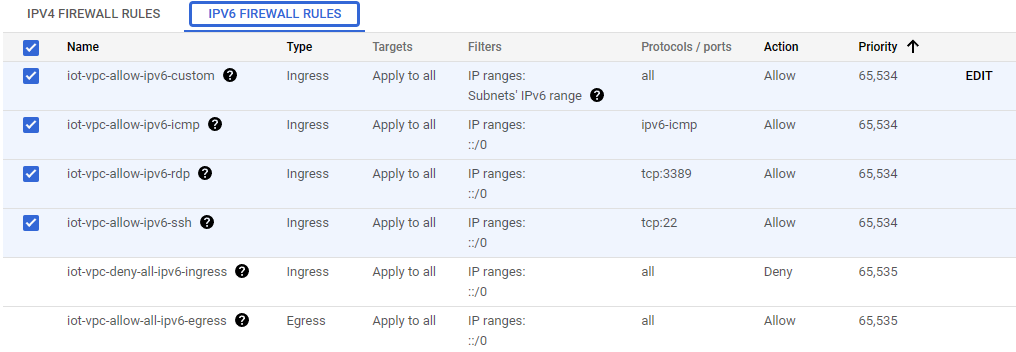 IPV4 FIREWALL RULES IPV6 FIREWALL RULES
Name Type Targets Filters Protocols / ports Action Priority
iot-vpc-allow-ipv6-custom Ingress Apply to all IP ranges: all Allow 65,534 EDIT
Subnets' IPv6 range
iot-vpc-allow-ipv6-icmp Ingress Apply to all IP ranges: ipv6-icmp Allow 65,534
::/0
iot-vpc-allow-ipv6-rdp Ingress Apply to all IP ranges: tcp:3389 Allow 65,534
::/0
iot-vpc-allow-ipv6-ssh Ingress Apply to all IP ranges: tcp:22 Allow 65,534
::/0
iot-vpc-deny-all-ipv6-ingress Ingress Apply to all IP ranges: all Deny 65,535
::/0
iot-vpc-allow-all-ipv6-egress Egress Apply to all IP ranges: all Allow 65,535
::/0